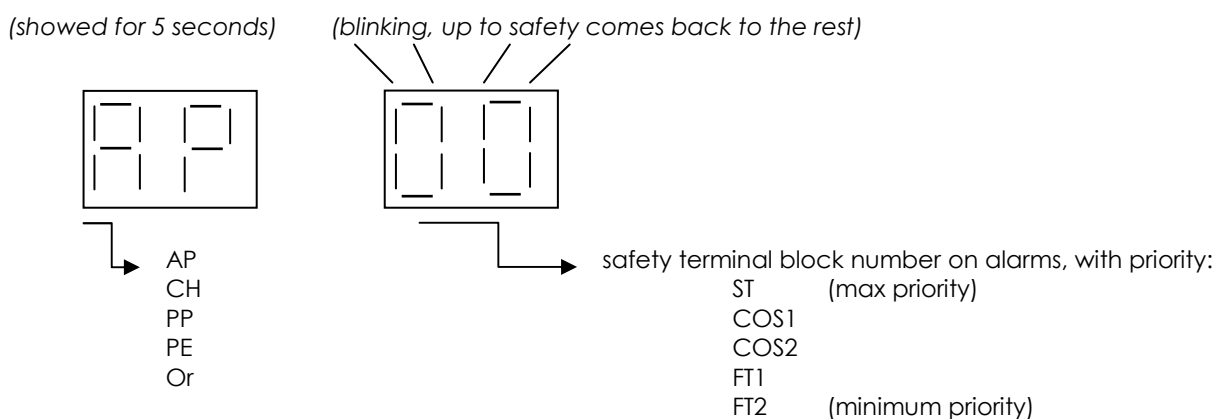 (showed for 5 seconds) (blinking, up to safety comes back to the rest)
AP 00
AP
CH
PP
PE
Or
safety terminal block number on alarms, with priority:
ST (max priority)
COS1
COS2
FT1
FT2 (minimum priority)